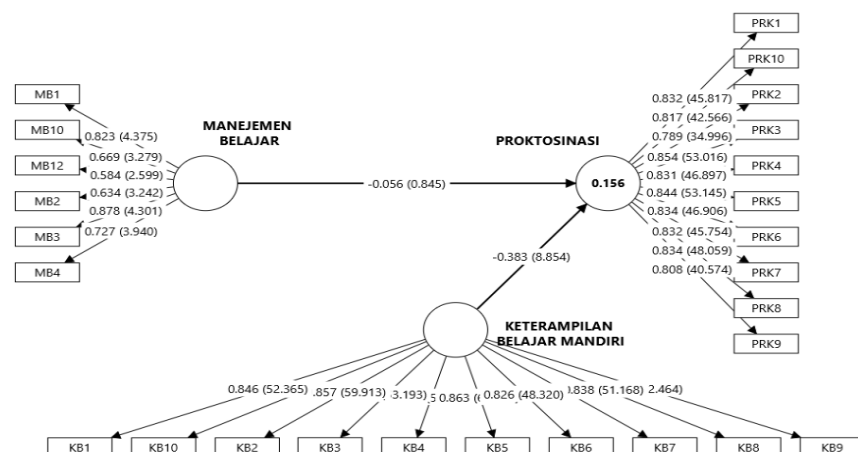 PRK1
PRK10
PRK2
PRK3
PRK4
PRK5
PRK6
PRK7
PRK8
PRK9
0.832 (45.817)
0.817 (42.566)
0.789 (34.996)
0.854 (53.016)
0.831 (46.897)
0.844 (53.145)
0.834 (46.906)
0.832 (45.754)
0.834 (48.059)
0.808 (40.574)
MB1
MB10
MB12
MB2
MB3
MB4
0.823 (4.375)
0.669 (3.279)
0.584 (2.599)
0.634 (3.242)
0.878 (4.301)
0.727 (3.940)
MANEJEMEN
BELAJAR
PROKTOSINASI
0.156
-0.056 (0.845)
-0.383 (8.854)
KETERAMPILAN
BELAJAR MANDIRI
0.846 (52.365)
0.863
0.826 (48.320)
KB1
KB10
KB2
KB3
KB4
KB5
KB6
KB7
KB8
KB9